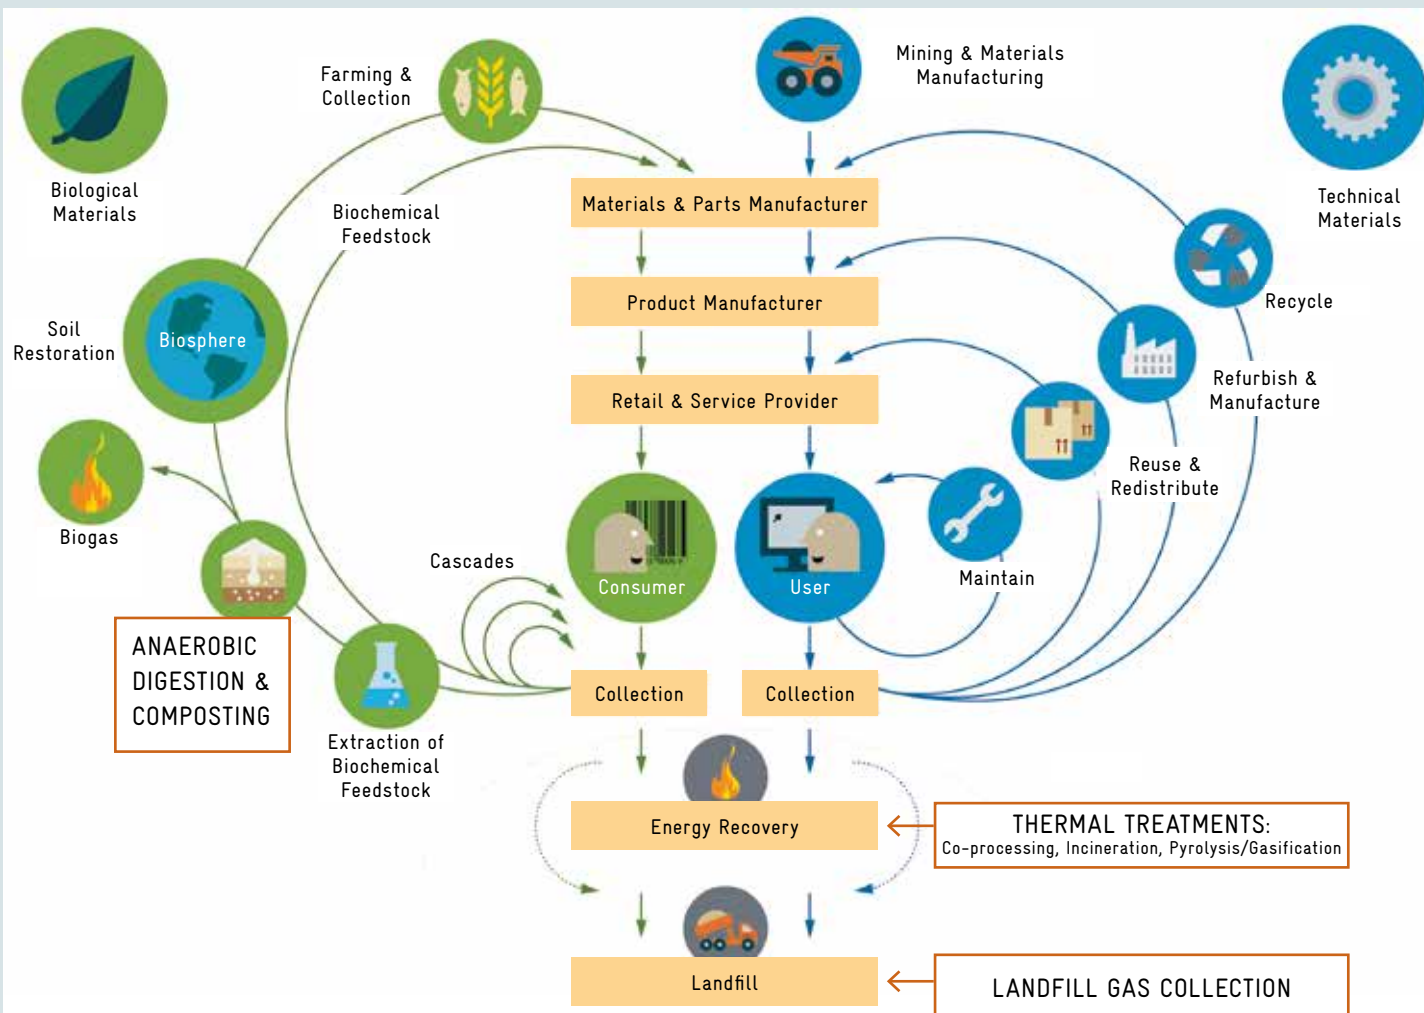 Farming &
Collection
Mining & Materials
Manufacturing
Biological
Materials
Technical
Materials
Biochemical
Feedstock
Materials & Parts Manufacturer
Recycle
Product Manufacturer
Soil
Restoration
Biosphere
Refurbish &
Manufacture
Retail & Service Provider
Reuse &
Redistribute
Biogas
Cascades
Consumer
User
Maintain
ANAEROBIC
DIGESTION &
COMPOSTING
Collection
Collection
Extraction of
Biochemical
Feedstock
Energy Recovery
THERMAL TREATMENTS:
Co-processing, Incineration, Pyrolysis/Gasification
Landfill
LANDFILL GAS COLLECTION